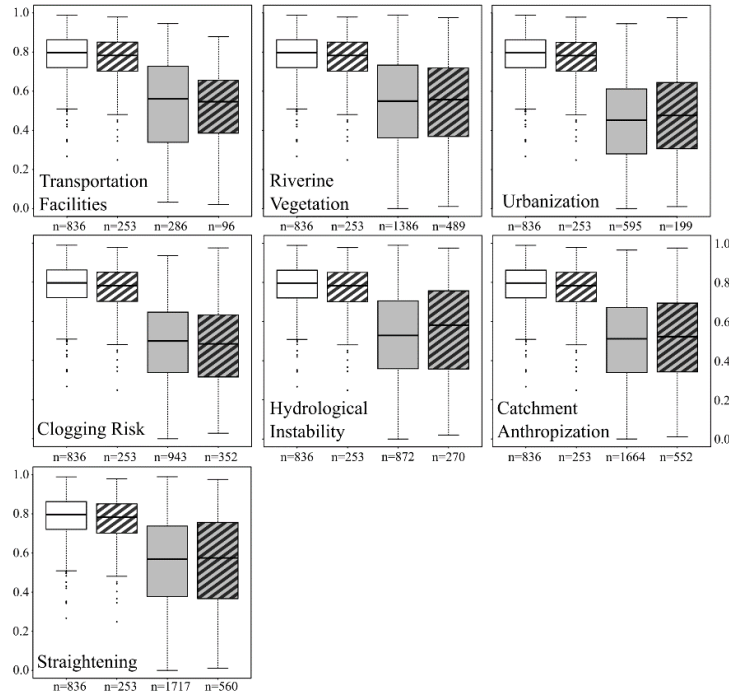 1.0
0.8
0.6
0.4
0.2
0.0
Transportation
Facilities
Riverine
Vegetation
Urbanization
n=836 n=253 n=286 n=96 n=836 n=253 n=1386 n=489 n=836 n=253 n=595 n=199
1.0
0.8
0.6
0.4
0.2
0.0
Clogging Risk
Hydrological
Instability
Catchment
Anthropization
n=836 n=253 n=943 n=352 n=836 n=253 n=872 n=270 n=836 n=253 n=1664 n=552
1.0
0.8
0.6
0.4
0.2
0.0
Straightening
n=836 n=253 n=1717 n=560